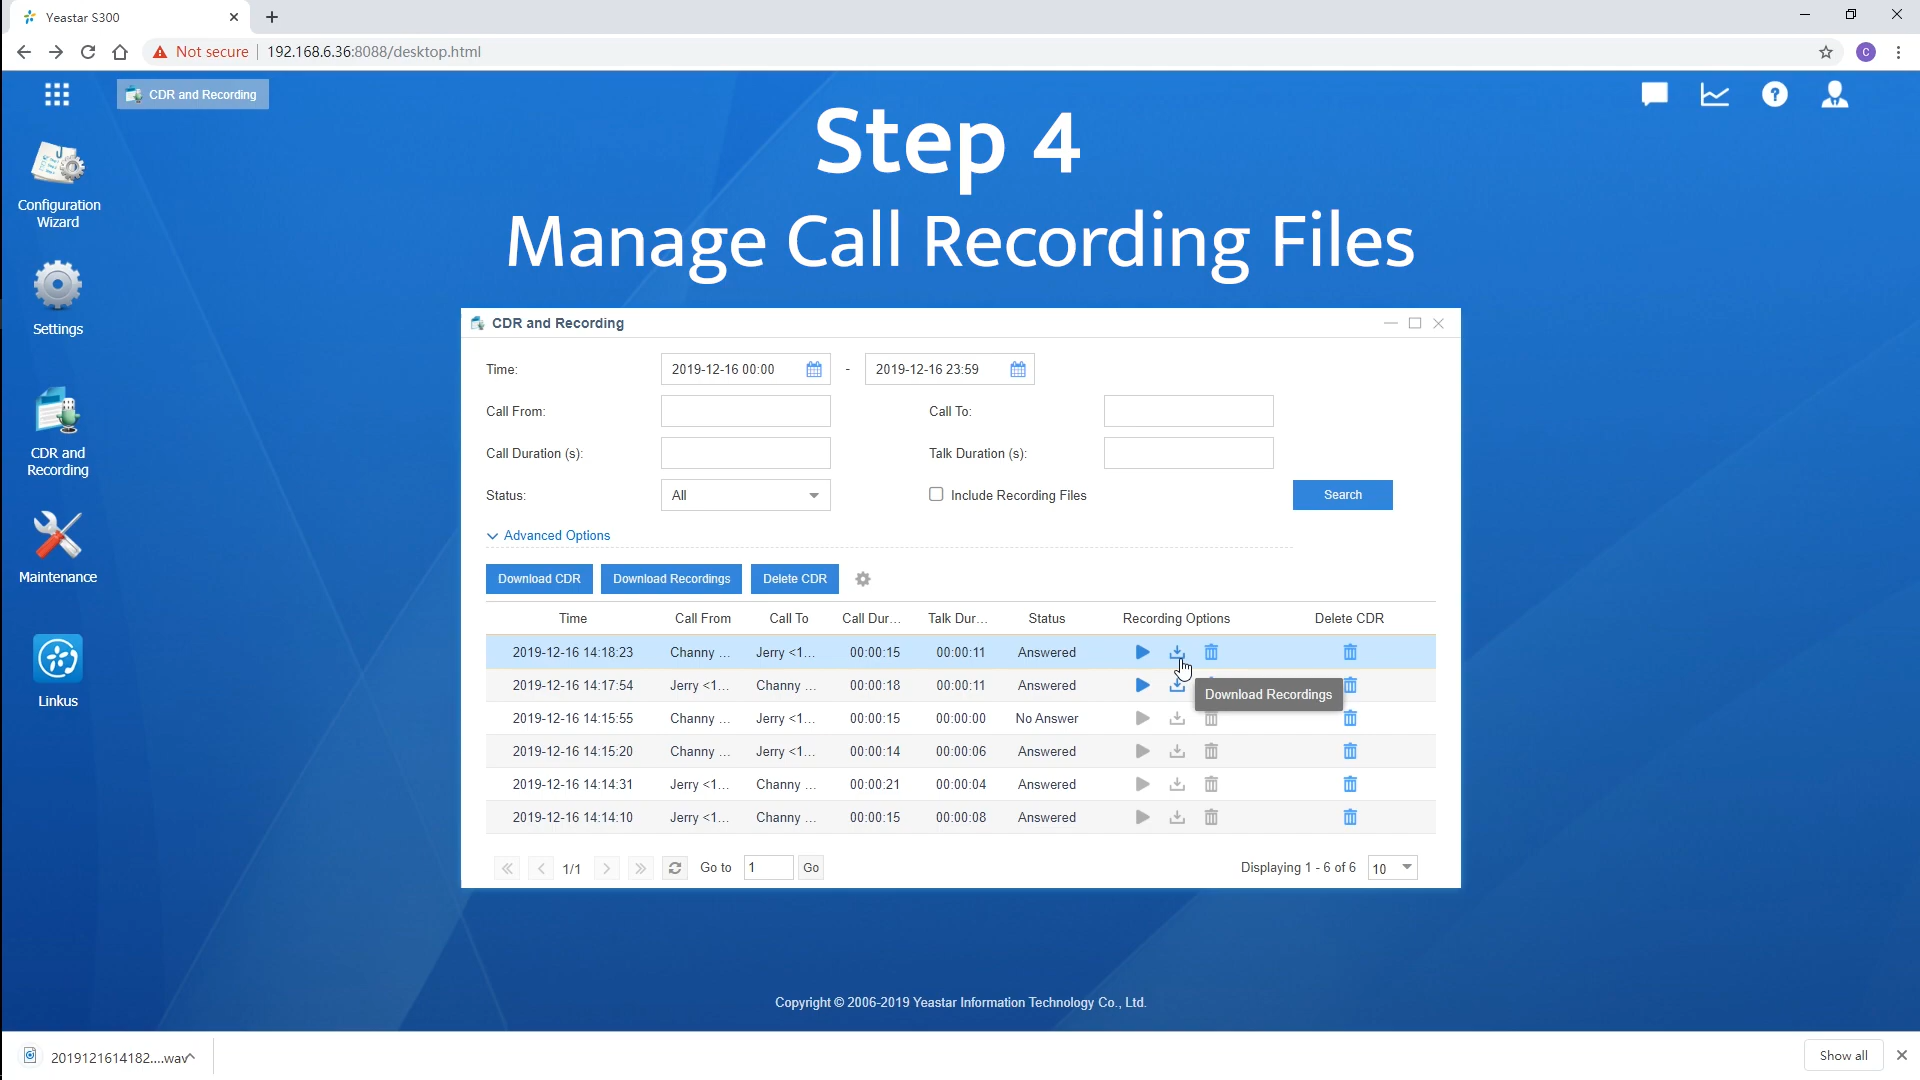 Yeastar S300
Not secure
192.168.6.36:8088/desktop.html
C
CDR and Recording
Step 4
Manage Call Recording Files
Configuration
Wizard
Settings
CDR and
Recording
Maintenance
Linkus
CDR and Recording
Time:
2019-12-16 00:00
-
2019-12-16 23:59
Call From:
Call To:
Call Duration (s):
Talk Duration (s):
Status:
All
Include Recording Files
Search
Advanced Options
Download CDR
Download Recordings
Delete CDR
Time Call From Call To Call Dur... Talk Dur... Status Recording Options Delete CDR
2019-12-16 14:18:23 Channy ... Jerry <1... 00:00:15 00:00:11 Answered
2019-12-16 14:17:54 Jerry <1... Channy ... 00:00:18 00:00:11 Answered
Download Recordings
2019-12-16 14:15:55 Channy ... Jerry <1... 00:00:15 00:00:00 No Answer
2019-12-16 14:15:20 Channy ... Jerry <1... 00:00:14 00:00:06 Answered
2019-12-16 14:14:31 Jerry <1... Channy ... 00:00:21 00:00:04 Answered
2019-12-16 14:14:10 Jerry <1... Channy ... 00:00:15 00:00:08 Answered
1/1
Go to
1
Go
Displaying 1 - 6 of 6
10
Copyright © 2006-2019 Yeastar Information Technology Co., Ltd.
2019121614182....wav
Show all